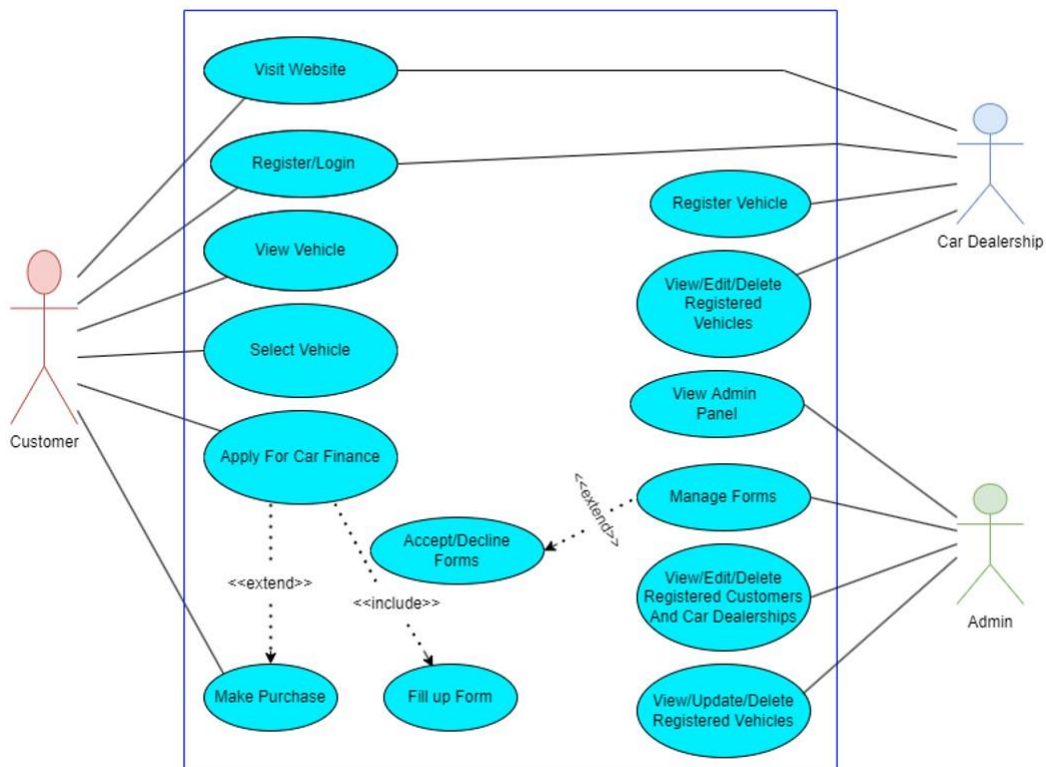 Visit Website
Register/Login
Register Vehicle
Car Dealership
View Vehicle
View/Edit/Delete
Registered
Vehicles
Select Vehicle
View Admin
Panel
Customer
Apply For Car Finance
<<extend>>
Manage Forms
Accept/Decline
Forms
<<extend>>
<<include>>
View/Edit/Delete
Registered Customers
And Car Dealerships
Admin
Make Purchase
Fill up Form
View/Update/Delete
Registered Vehicles